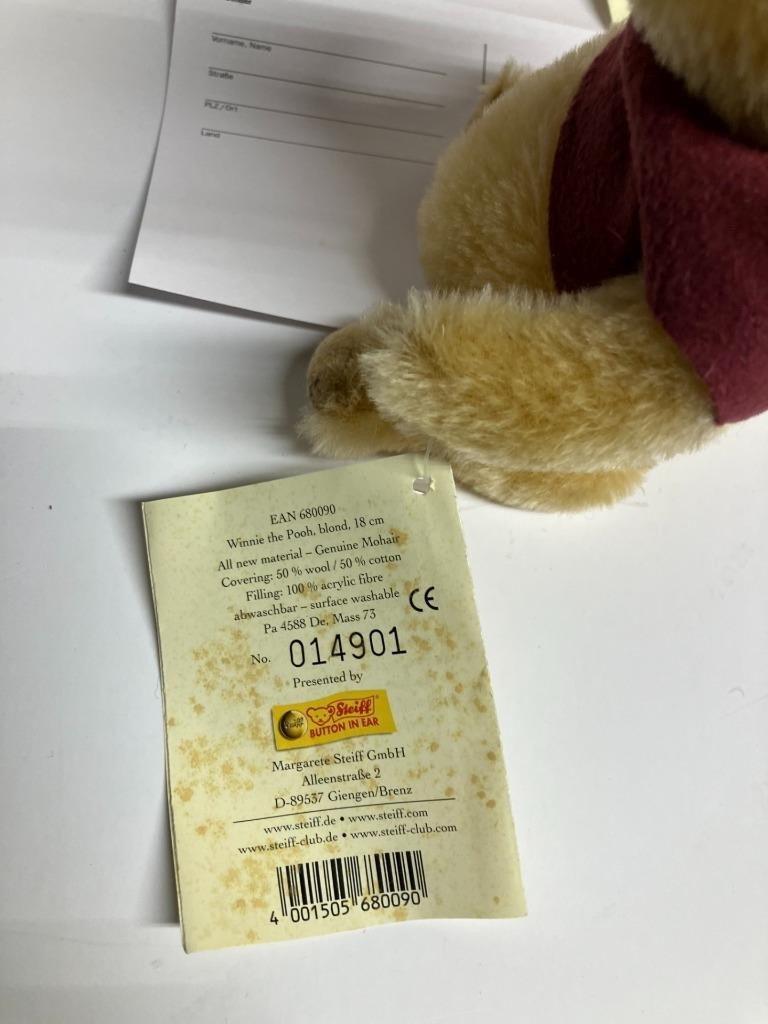 Vorname, Name
Straße
PLZ/Ort
Land
EAN 680090
Winnie the Pooh, blond, 18 cm
All new material – Genuine Mohair
Covering: 50 % wool / 50 % cotton
Filling: 100 % acrylic fibre
abwaschbar – surface washable
CE
Pa 4588 De, Mass 73
No. 014901
Presented by
Steiff
BUTTON IN EAR
Margarete Steiff GmbH
Alleenstraße 2
D-89537 Giengen/Brenz
www.steiff.de • www.steiff.com
www.steiff-club.de • www.steiff-club.com
4 001505 680090